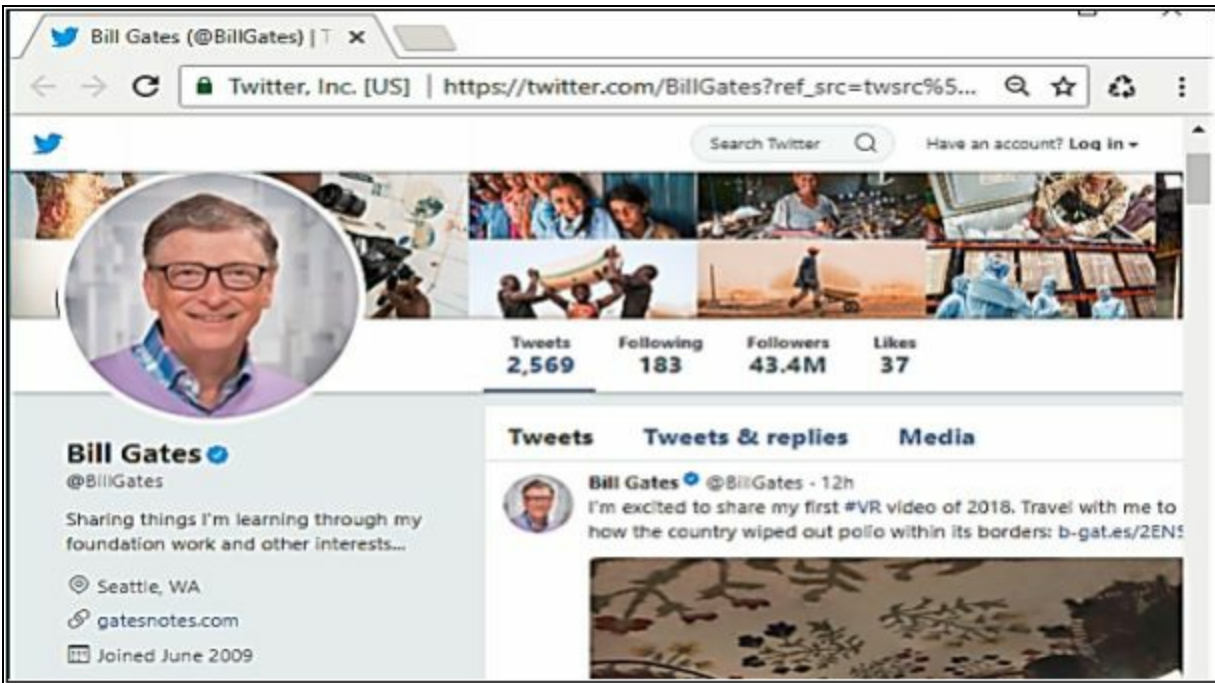 Bill Gates (@BillGates) | T
Twitter, Inc. [US] | https://twitter.com/BillGates?ref_src=twsrc%5...
Search Twitter
Have an account? Log in
Tweets Following Followers Likes
2,569 183 43.4M 37
Tweets Tweets & replies Media
Bill Gates
@BillGates
Sharing things I'm learning through my
foundation work and other interests...
Seattle, WA
gatesnotes.com
Joined June 2009
Bill Gates @BillGates - 12h
I'm excited to share my first #VR video of 2018. Travel with me to
how the country wiped out polio within its borders: b-gat.es/2EN5